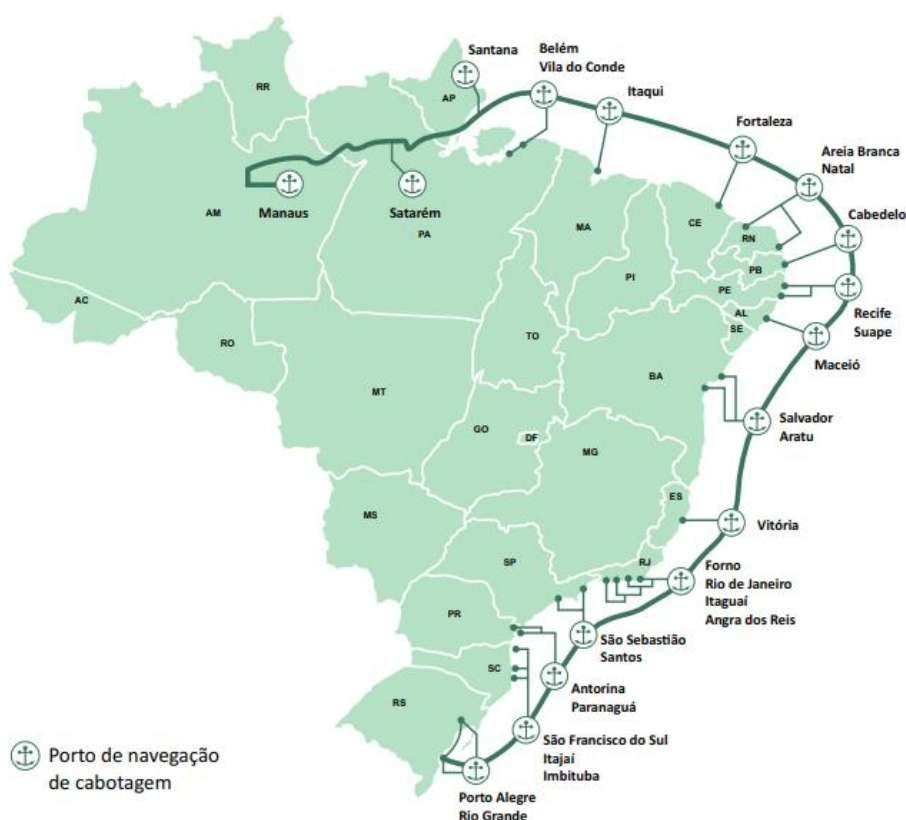 Santana
Belém
Vila do Conde
Itaqui
Fortaleza
Areia Branca
Natal
Cabedelo
Recife
Suape
Maceió
Salvador
Aratu
Vitória
Forno
Rio de Janeiro
Itaguaí
Angra dos Reis
São Sebastião
Santos
Antorina
Paranaguá
São Francisco do Sul
Itajaí
Imbituba
Porto Alegre
Rio Grande
Manaus
Satarém
RR
AP
AM
PA
MA
CE
RN
PB
PE
AL
SE
PI
AC
RO
TO
BA
MT
GO
DF
MG
ES
MS
SP
RJ
PR
SC
RS
Porto de navegação
de cabotagem